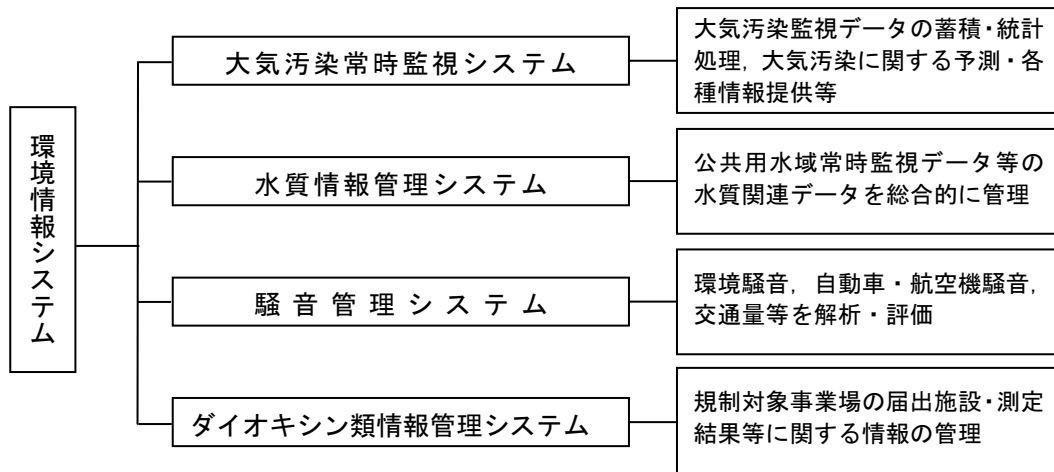 環境情報システム
大気汚染常時監視システム
大気汚染監視データの蓄積・統計
処理，大気汚染に関する予測・各
種情報提供等
水質情報管理システム
公共用水域常時監視データ等の
水質関連データを総合的に管理
騒音管理システム
環境騒音，自動車・航空機騒音，
交通量等を解析・評価
ダイオキシン類情報管理システム
規制対象事業場の届出施設・測定
結果等に関する情報の管理